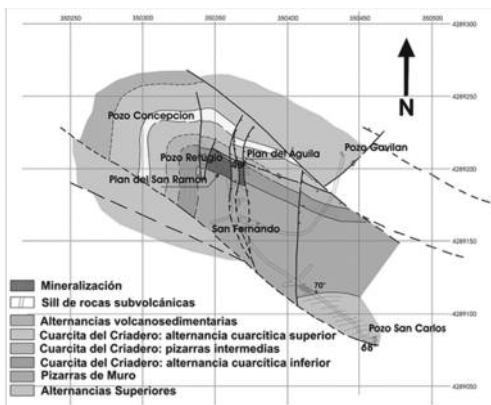 350250 350300 350350 350400 350450 350500
4289300
N
4289250
Pozo Concepcion
Pozo Gavilan
Pozo Refugio
Plan del Aguila
4289200
Plan del San Ramon
San Fernando
4289150
70°
4289100
Pozo San Carlos
68°
4289050
Mineralización
Sill de rocas subvolcánicas
Alternancias volcanosedimentarias
Cuarcita del Criadero: alternancia cuarcítica superior
Cuarcita del Criadero: pizarras intermedias
Cuarcita del Criadero: alternancia cuarcítica inferior
Pizarras de Muro
Alternancias Superiores